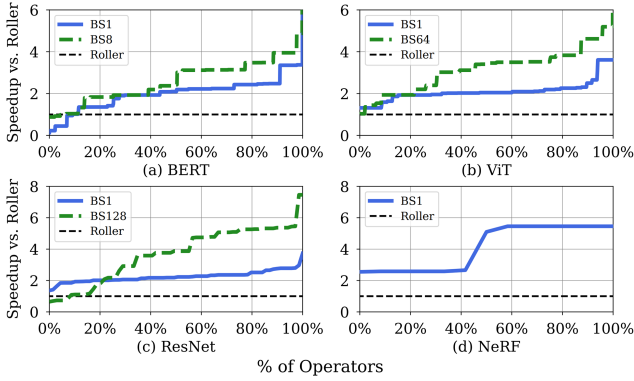 Speedup vs. Roller
6
4
2
0
BS1
BS8
Roller
0% 20% 40% 60% 80% 100%
(a) BERT
6
4
2
0
BS1
BS64
Roller
0% 20% 40% 60% 80% 100%
(b) ViT
Speedup vs. Roller
8
6
4
2
0
BS1
BS128
Roller
0% 20% 40% 60% 80% 100%
(c) ResNet
8
6
4
2
0
BS1
Roller
0% 20% 40% 60% 80% 100%
(d) NeRF
% of Operators